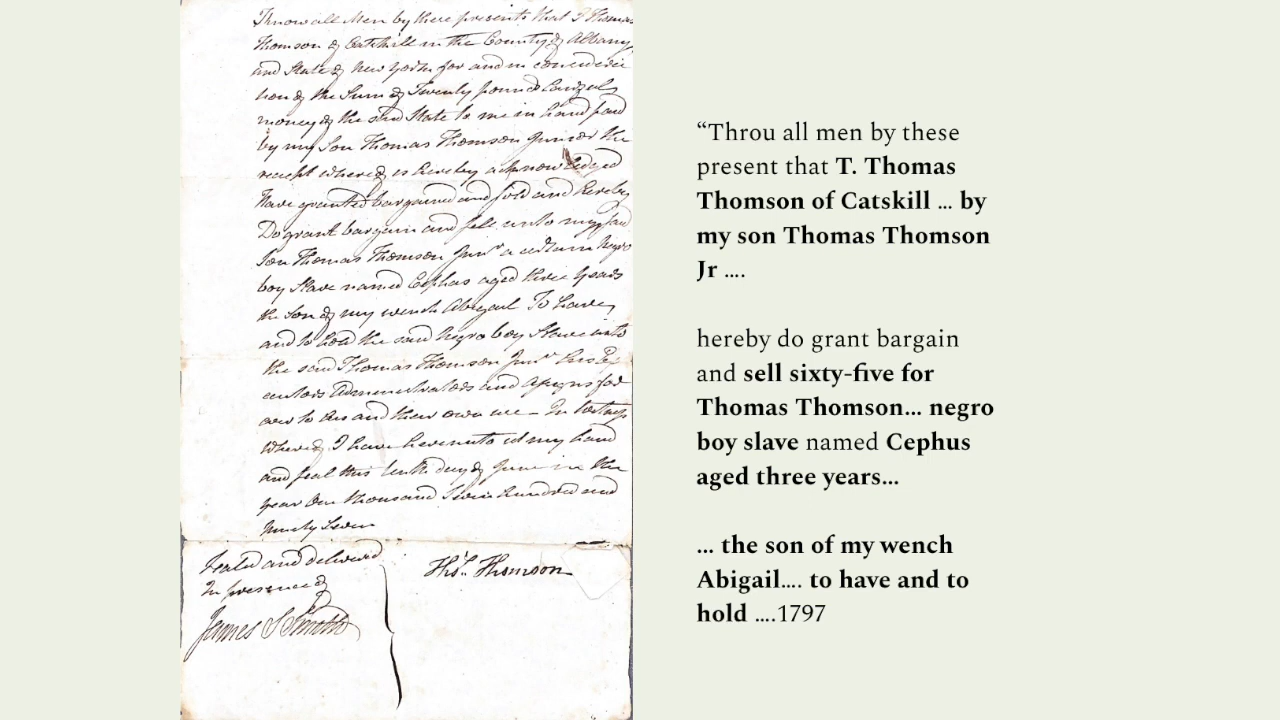 Know all Men by these presents that I Thomas
Thomson of Catskill in the County of Albany
and State of New York for and in considera
tion of the Sum of Twenty pounds Lawful
money of the said State to me in hand paid
by my Son Thomas Thomson Junior the
receipt whereof is hereby acknowledged
Have granted bargained and sold and hereby
Do grant bargain and sell unto my said
Son Thomas Thomson Junr a certain Negro
boy Slave named Cephas aged three Years
the Son of my wench Abigail To have
and to hold the said Negro boy Slave unto
the said Thomas Thomson Junr his Ex
ecutors Administrators and Assigns for
ever to his and their own use – In witness
Whereof I have hereunto set my hand
and seal this tenth day of June in the
year One thousand Seven hundred and
Ninety Seven
Sealed and delivered
In presence of
James S Smith
Thos. Thomson
“Throu all men by these
present that T. Thomas
Thomson of Catskill ... by
my son Thomas Thomson
Jr ....
hereby do grant bargain
and sell sixty-five for
Thomas Thomson... negro
boy slave named Cephus
aged three years...
... the son of my wench
Abigail.... to have and to
hold ....1797